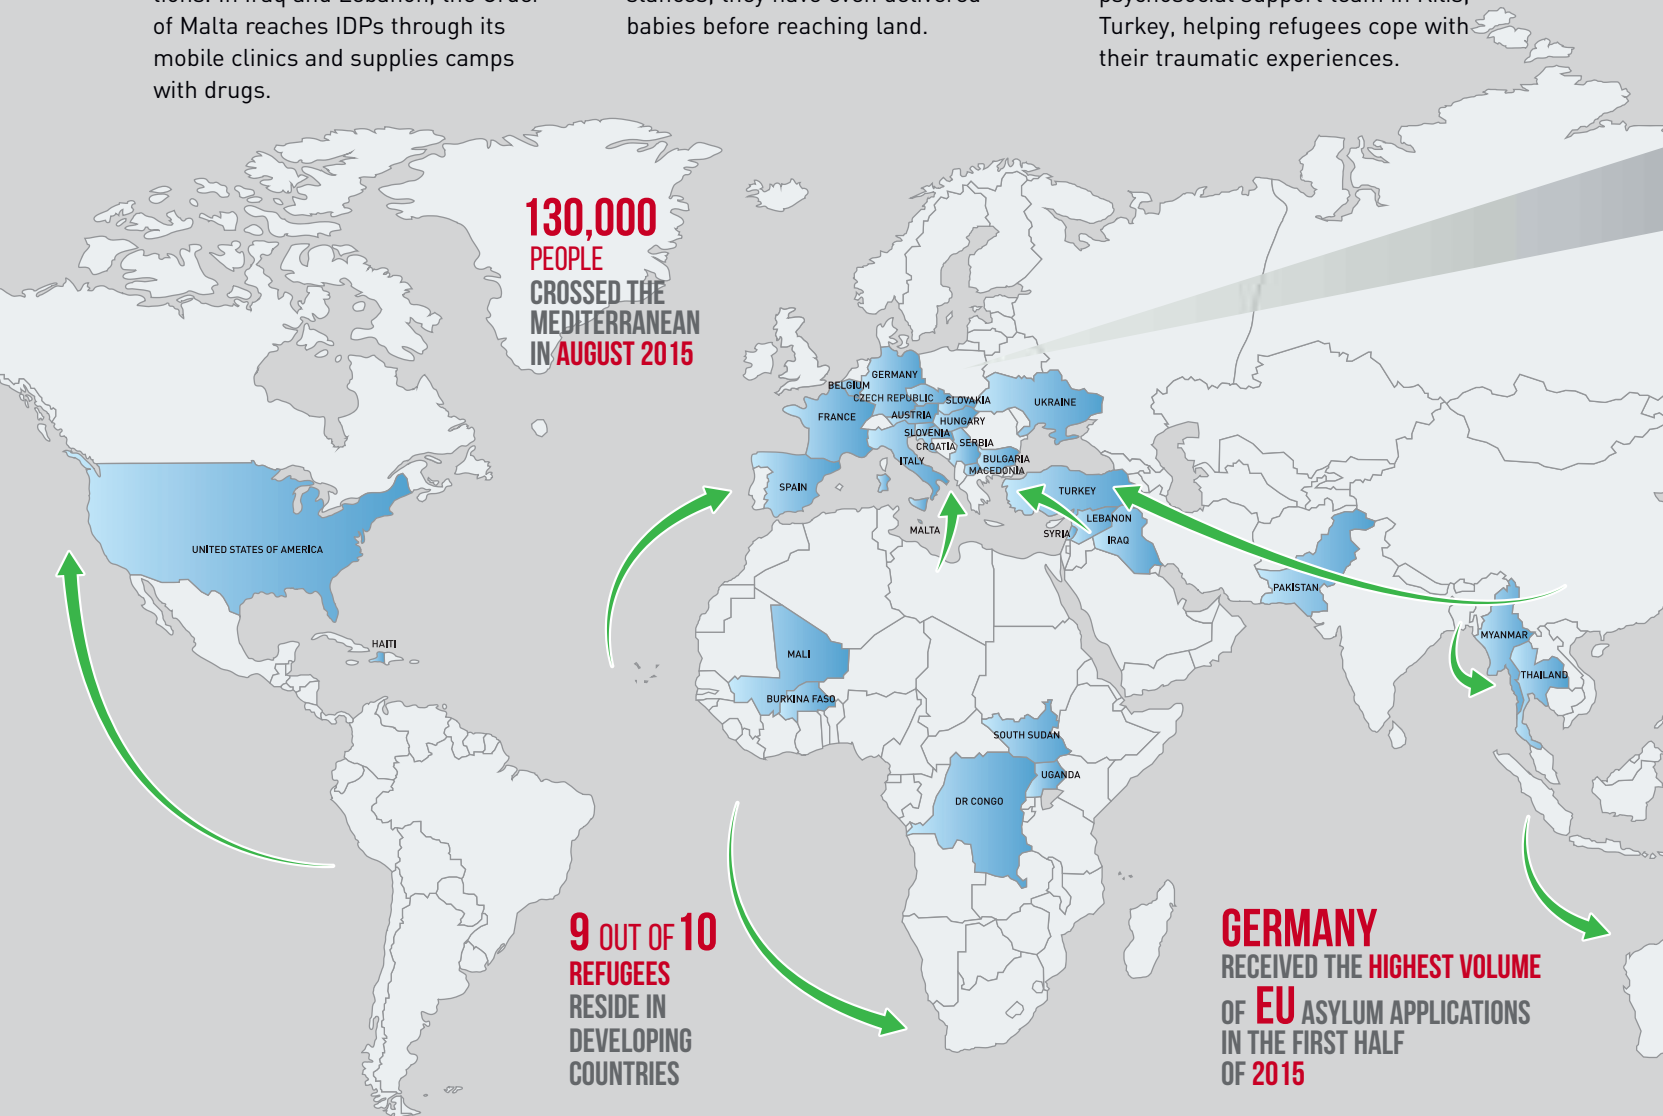 of Malta reaches IDPs through its
mobile clinics and supplies camps
with drugs.
babies before reaching land.
Turkey, helping refugees cope with
their traumatic experiences.
130,000
PEOPLE
CROSSED THE
MEDITERRANEAN
IN AUGUST 2015
GERMANY
BELGIUM
CZECH REPUBLIC
SLOVAKIA
UKRAINE
FRANCE
AUSTRIA
HUNGARY
SLOVENIA
CROATIA
SERBIA
ITALY
BULGARIA
MACEDONIA
SPAIN
TURKEY
MALTA
LEBANON
SYRIA
IRAQ
UNITED STATES OF AMERICA
PAKISTAN
HAITI
MYANMAR
MALI
THAILAND
BURKINA FASO
SOUTH SUDAN
UGANDA
DR CONGO
9 OUT OF 10
REFUGEES
RESIDE IN
DEVELOPING
COUNTRIES
GERMANY
RECEIVED THE HIGHEST VOLUME
OF EU ASYLUM APPLICATIONS
IN THE FIRST HALF
OF 2015